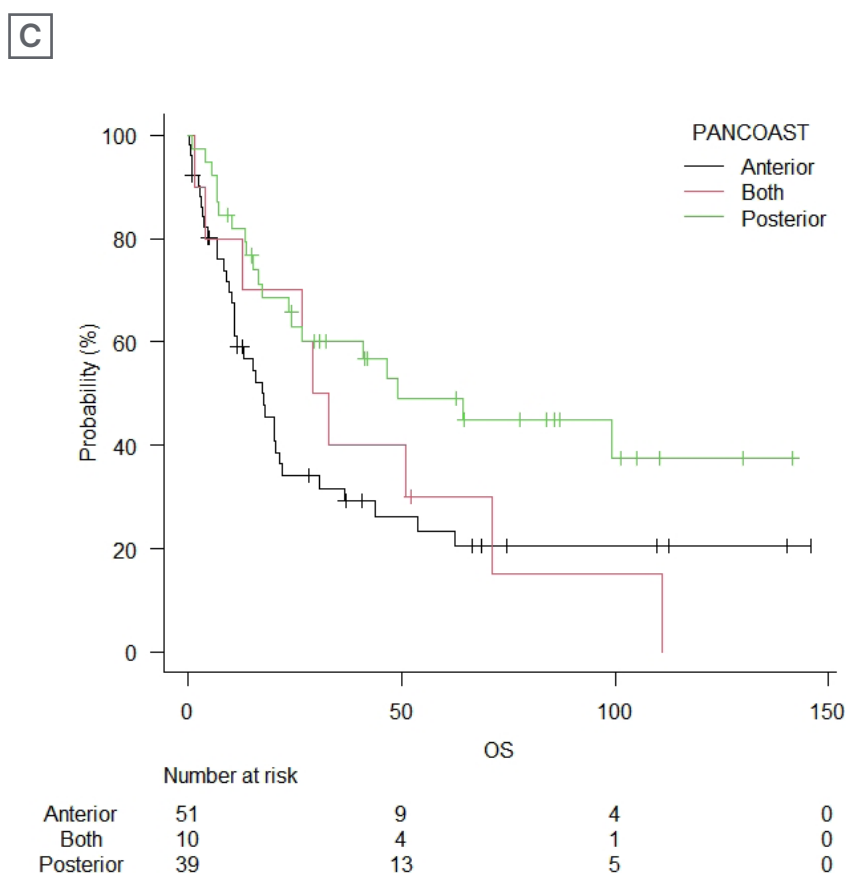 C
PANCOAST
Anterior
Both
Posterior
100
80
60
40
20
0
Probability (%)
0 50 100 150
OS
Number at risk
Anterior 51 9 4 0
Both 10 4 1 0
Posterior 39 13 5 0